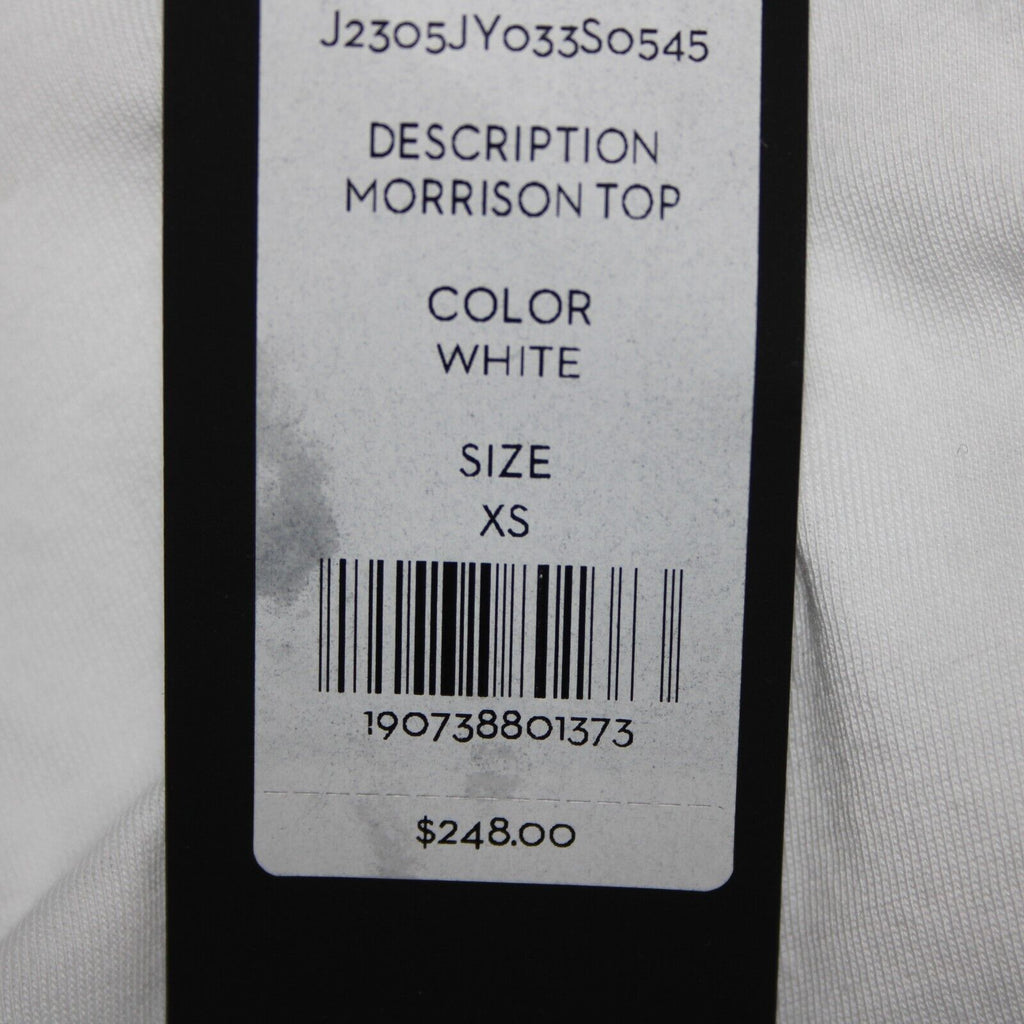 J2305JY033S0545
DESCRIPTION
MORRISON TOP
COLOR
WHITE
SIZE
XS
190738801373
$248.00